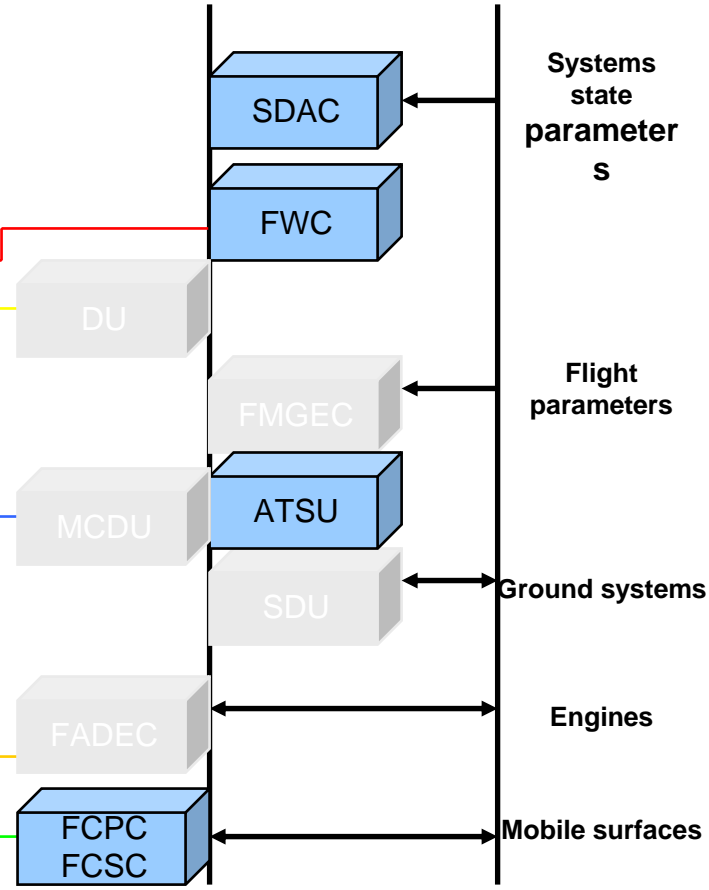 Systems
state
parameter
s
SDAC
FWC
DU
Flight
parameters
FMGEC
MCDU
ATSU
SDU
Ground systems
FADEC
Engines
FCPC
FCSC
Mobile surfaces